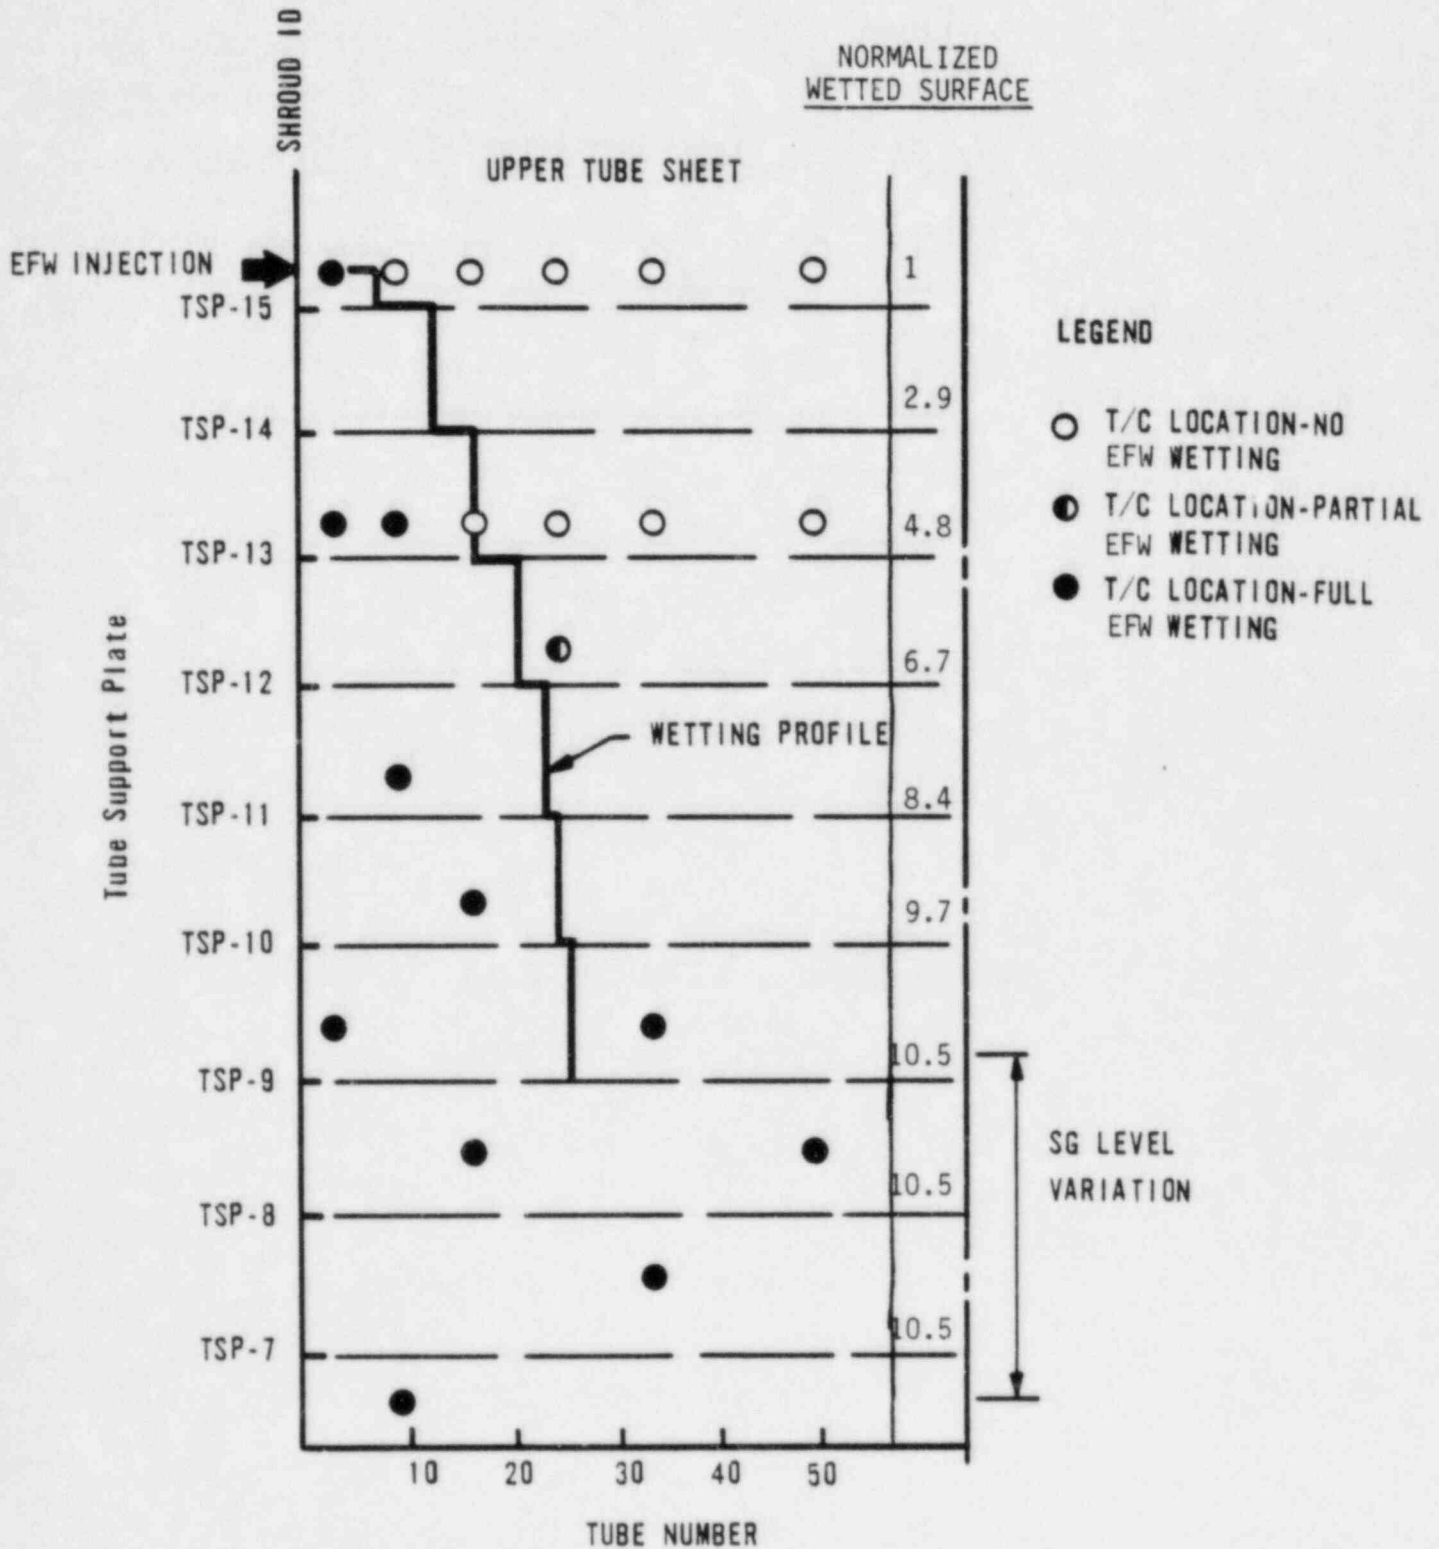 SHROUD ID
NORMALIZED
WETTED SURFACE
UPPER TUBE SHEET
EFW INJECTION
1
TSP-15
LEGEND
2.9
TSP-14
T/C LOCATION-NO
EFW WETTING
T/C LOCATION-PARTIAL
EFW WETTING
T/C LOCATION-FULL
EFW WETTING
4.8
TSP-13
6.7
TSP-12
WETTING PROFILE
Tube Support Plate
8.4
TSP-11
9.7
TSP-10
10.5
TSP-9
SG LEVEL
VARIATION
10.5
TSP-8
10.5
TSP-7
10 20 30 40 50
TUBE NUMBER